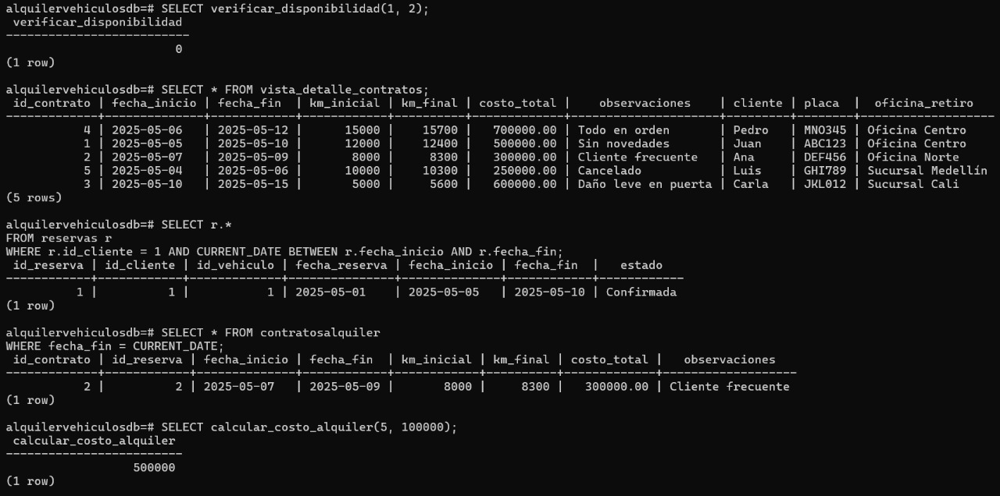 alquilervehiculosdb=# SELECT verificar_disponibilidad(1, 2);
 verificar_disponibilidad
--------------------------
                        0
(1 row)

alquilervehiculosdb=# SELECT * FROM vista_detalle_contratos;
 id_contrato | fecha_inicio | fecha_fin  | km_inicial | km_final | costo_total |    observaciones    | cliente | placa  |  oficina_retiro
-------------+--------------+------------+------------+----------+-------------+---------------------+---------+--------+-------------------
           4 | 2025-05-06   | 2025-05-12 |      15000 |    15700 |   700000.00 | Todo en orden       | Pedro   | MNO345 | Oficina Centro
           1 | 2025-05-05   | 2025-05-10 |      12000 |    12400 |   500000.00 | Sin novedades       | Juan    | ABC123 | Oficina Centro
           2 | 2025-05-07   | 2025-05-09 |       8000 |     8300 |   300000.00 | Cliente frecuente   | Ana     | DEF456 | Oficina Norte
           5 | 2025-05-04   | 2025-05-06 |      10000 |    10300 |   250000.00 | Cancelado           | Luis    | GHI789 | Sucursal Medellín
           3 | 2025-05-10   | 2025-05-15 |       5000 |     5600 |   600000.00 | Daño leve en puerta | Carla   | JKL012 | Sucursal Cali
(5 rows)

alquilervehiculosdb=# SELECT r.*
FROM reservas r
WHERE r.id_cliente = 1 AND CURRENT_DATE BETWEEN r.fecha_inicio AND r.fecha_fin;
 id_reserva | id_cliente | id_vehiculo | fecha_reserva | fecha_inicio | fecha_fin  |   estado
------------+------------+-------------+---------------+--------------+------------+------------
          1 |          1 |           1 | 2025-05-01    | 2025-05-05   | 2025-05-10 | Confirmada
(1 row)

alquilervehiculosdb=# SELECT * FROM contratosalquiler
WHERE fecha_fin = CURRENT_DATE;
 id_contrato | id_reserva | fecha_inicio | fecha_fin  | km_inicial | km_final | costo_total |   observaciones
-------------+------------+--------------+------------+------------+----------+-------------+-------------------
           2 |          2 | 2025-05-07   | 2025-05-09 |       8000 |     8300 |   300000.00 | Cliente frecuente
(1 row)

alquilervehiculosdb=# SELECT calcular_costo_alquiler(5, 100000);
 calcular_costo_alquiler
-------------------------
                  500000
(1 row)